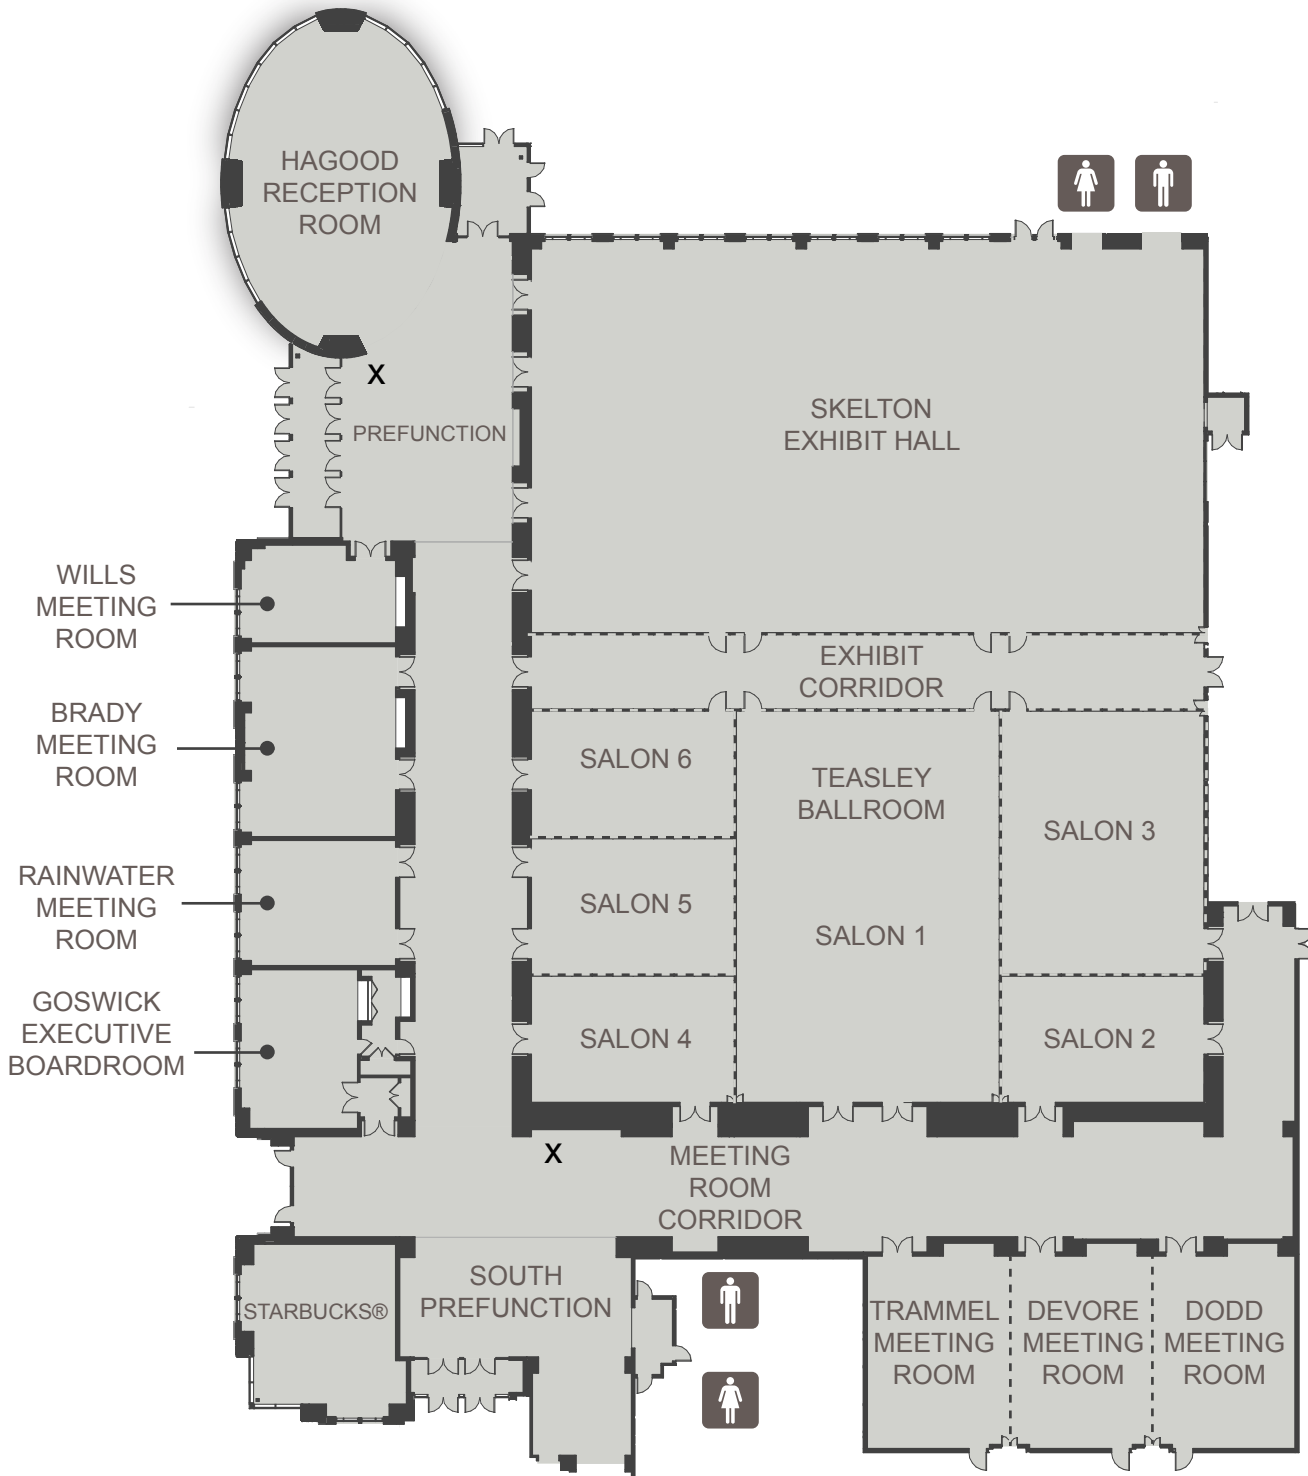 HAGOOD
RECEPTION
ROOM
X
PREFUNCTION
SKELTON
EXHIBIT HALL
WILLS
MEETING
ROOM
EXHIBIT
CORRIDOR
BRADY
MEETING
ROOM
SALON 6
TEASLEY
BALLROOM
SALON 3
RAINWATER
MEETING
ROOM
SALON 5
SALON 1
GOSWICK
EXECUTIVE
BOARDROOM
SALON 4
SALON 2
X
MEETING
ROOM
CORRIDOR
SOUTH
PREFUNCTION
STARBUCKS®
TRAMMEL
MEETING
ROOM
DEVORE
MEETING
ROOM
DODD
MEETING
ROOM